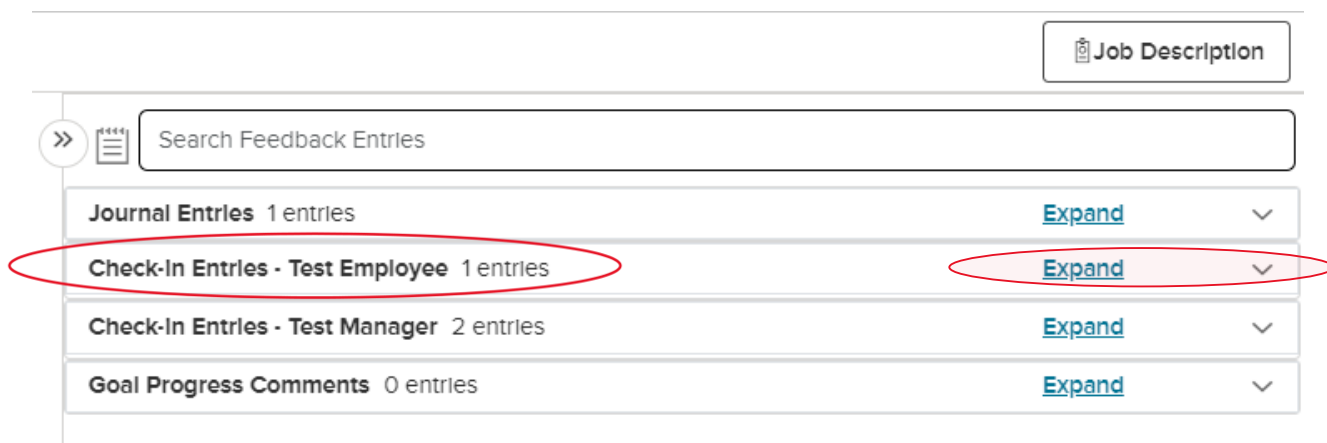 Job Description
Search Feedback Entries
Journal Entries 1 entries Expand
Check-In Entries - Test Employee 1 entries Expand
Check-In Entries - Test Manager 2 entries Expand
Goal Progress Comments 0 entries Expand